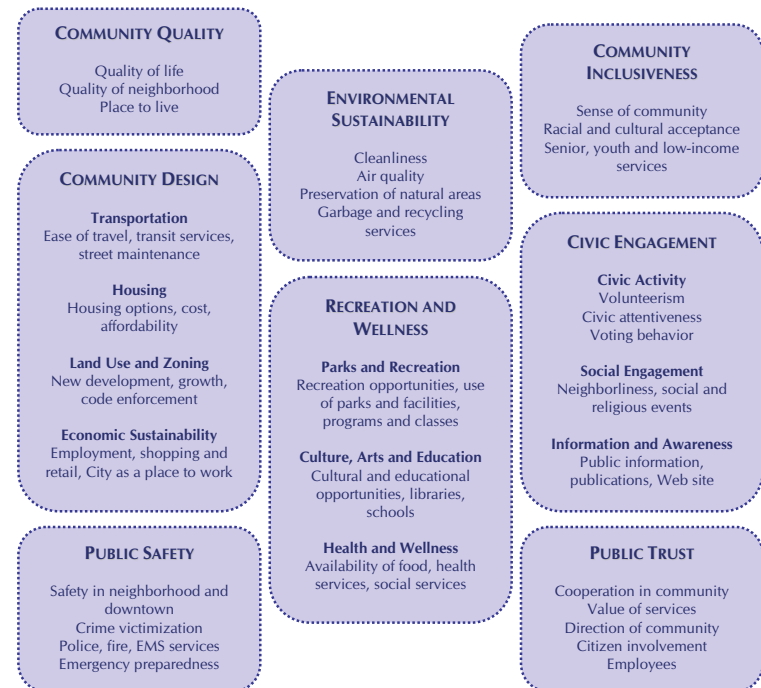 COMMUNITY QUALITY
Quality of life
Quality of neighborhood
Place to live
COMMUNITY DESIGN
Transportation
Ease of travel, transit services,
street maintenance
Housing
Housing options, cost,
affordability
Land Use and Zoning
New development, growth,
code enforcement
Economic Sustainability
Employment, shopping and
retail, City as a place to work
PUBLIC SAFETY
Safety in neighborhood and
downtown
Crime victimization
Police, fire, EMS services
Emergency preparedness
ENVIRONMENTAL
SUSTAINABILITY
Cleanliness
Air quality
Preservation of natural areas
Garbage and recycling
services
RECREATION AND
WELLNESS
Parks and Recreation
Recreation opportunities, use
of parks and facilities,
programs and classes
Culture, Arts and Education
Cultural and educational
opportunities, libraries,
schools
Health and Wellness
Availability of food, health
services, social services
COMMUNITY
INCLUSIVENESS
Sense of community
Racial and cultural acceptance
Senior, youth and low-income
services
CIVIC ENGAGEMENT
Civic Activity
Volunteerism
Civic attentiveness
Voting behavior
Social Engagement
Neighborliness, social and
religious events
Information and Awareness
Public information,
publications, Web site
PUBLIC TRUST
Cooperation in community
Value of services
Direction of community
Citizen involvement
Employees